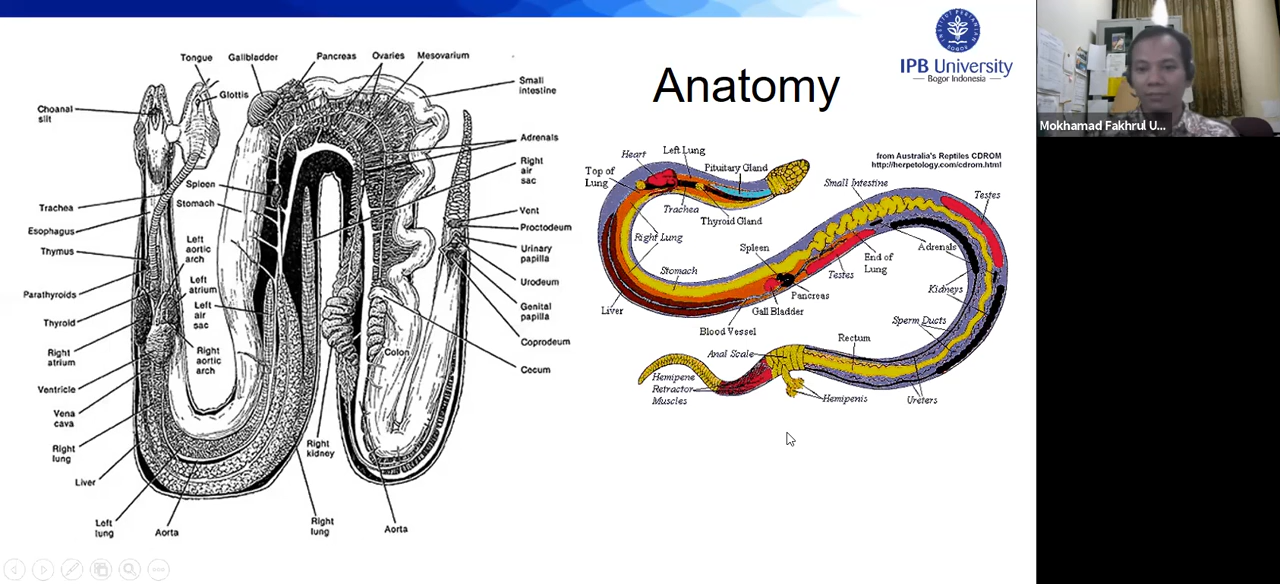 Anatomy
IPB University
Bogor Indonesia
INSTITUT PERTANIAN BOGOR
Mokhamad Fakhrul U...
Tongue
Gallbladder
Pancreas
Ovaries
Mesovarium
Small
intestine
Choanal
slit
Glottis
Adrenals
Right
air
sac
Spleen
Stomach
Trachea
Esophagus
Thymus
Left
aortic
arch
Vent
Proctodeum
Urinary
papilla
Parathyroids
Left
atrium
Urodeum
Thyroid
Left
air
sac
Genital
papilla
Right
atrium
Right
aortic
arch
Colon
Coprodeum
Cecum
Ventricle
Vena
cava
Right
lung
Right
kidney
Liver
Left
lung
Aorta
Right
lung
Aorta
from Australia's Reptiles CDROM
http://herpetology.com/cdrom.html
Heart
Left Lung
Pituitary Gland
Top of
Lung
Trachea
Thyroid Gland
Small Intestine
Testes
Right Lung
Spleen
End of
Lung
Adrenals
Stomach
Testes
Kidneys
Pancreas
Liver
Gall Bladder
Blood Vessel
Sperm Ducts
Rectum
Anal Scale
Hemipene
Retractor
Muscles
Hemipenis
Ureters